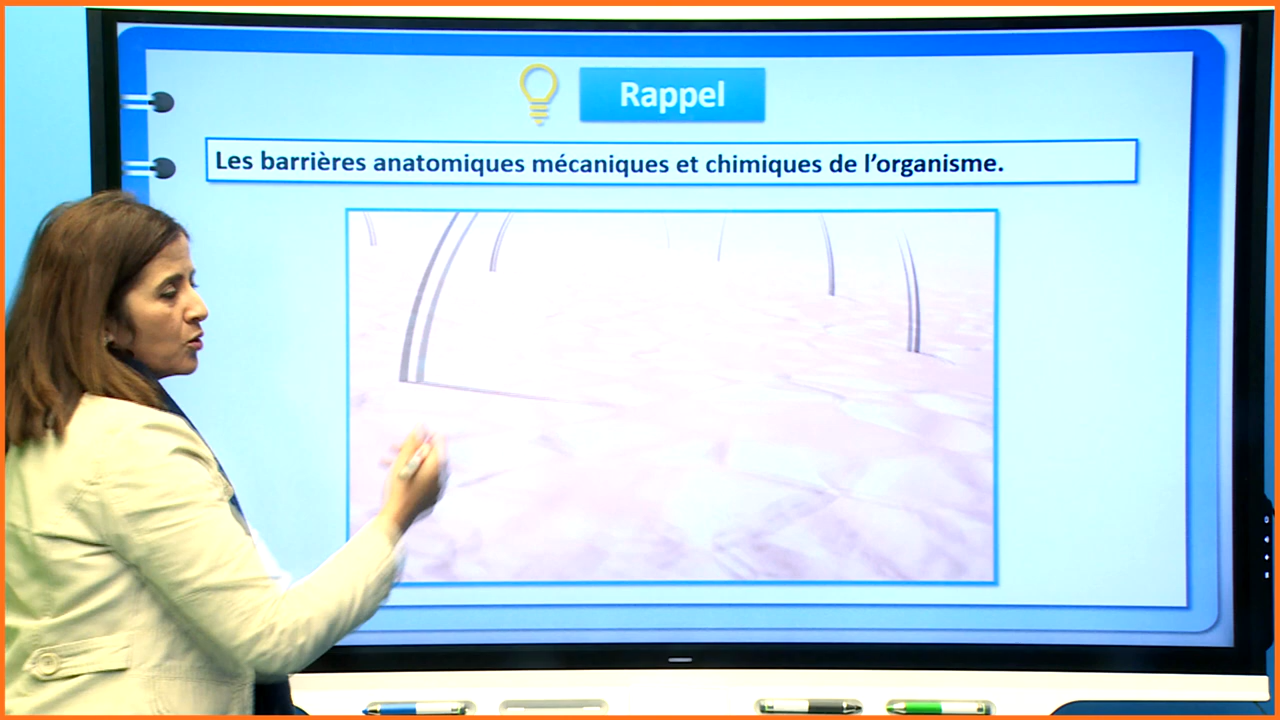 Rappel
Les barrières anatomiques mécaniques et chimiques de l’organisme.